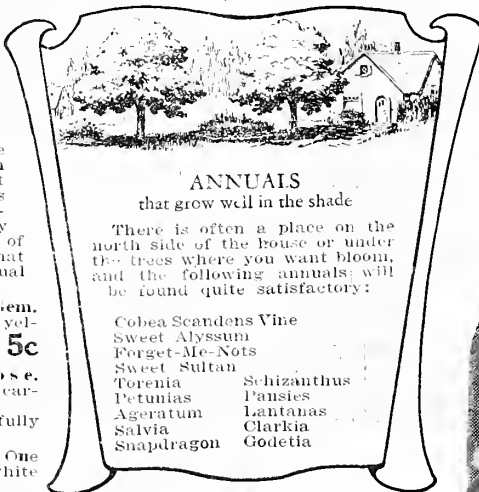 ANNUALS
that grow well in the shade
There is often a place on the
north side of the house or under
the trees where you want bloom,
and the following annuals will
be found quite satisfactory:
Cobea Scandens Vine
Sweet Alyssum
Forget-Me-Nots
Sweet Sultan
Torenia Schizanthus
Petunias Pansies
Ageratum Lantanas
Salvia Clarkia
Snapdragon Godetia
of
yel-
5c
car-
One